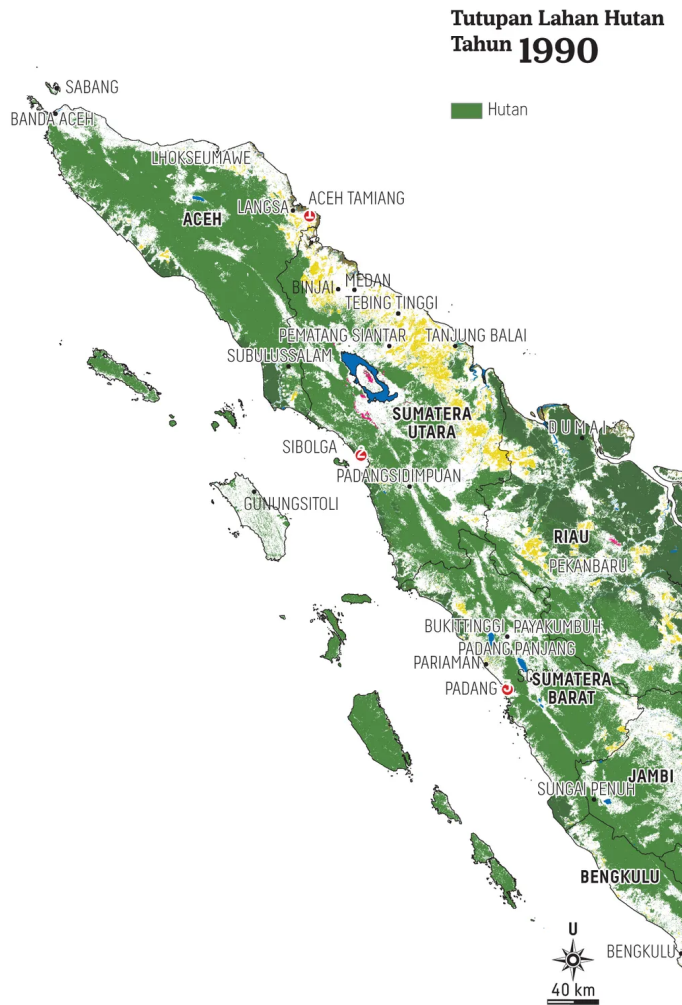 Tutupan Lahan Hutan
Tahun 1990
Hutan
SABANG
BANDA ACEH
LHOKSEUMAWE
ACEH TAMIANG
LANGSA
1
ACEH
MEDAN
BINJAI
TEBING TINGGI
PEMATANG SIANTAR
TANJUNG BALAI
SUBULUSSALAM
SUMATERA
UTARA
DUMAI
SIBOLGA
2
PADANGSIDIMPUAN
GUNUNGSITOLI
RIAU
PEKANBARU
BUKITTINGGI
PAYAKUMBUH
PADANG PANJANG
PARIAMAN
SUMATERA
BARAT
PADANG
JAMBI
SUNGAI PENUH
BENGKULU
U
BENGKULU
40 km